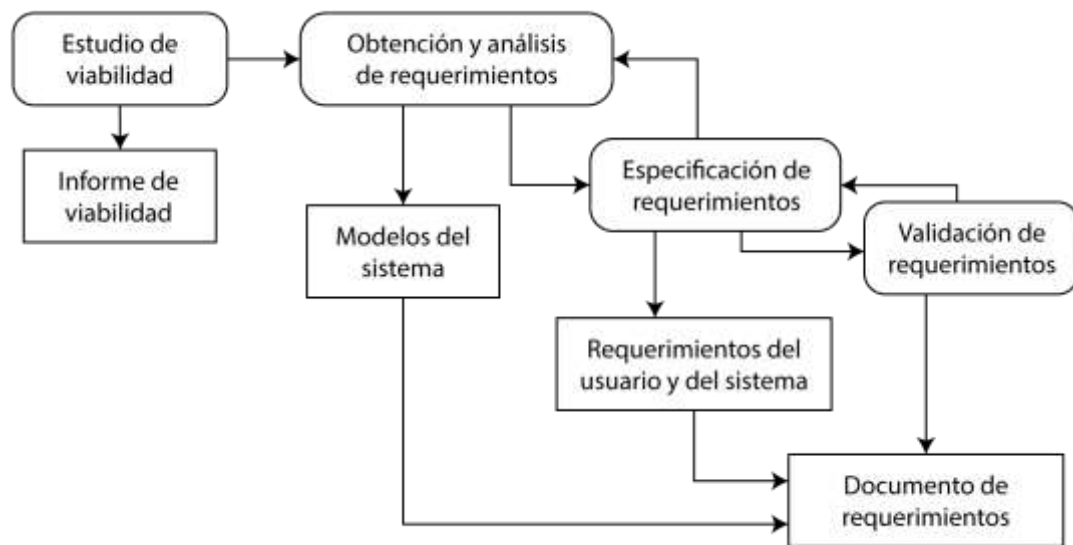 Estudio de
viabilidad
Obtención y análisis
de requerimientos
Informe de
viabilidad
Especificación de
requerimientos
Modelos del
sistema
Validación de
requerimientos
Requerimientos del
usuario y del sistema
Documento de
requerimientos